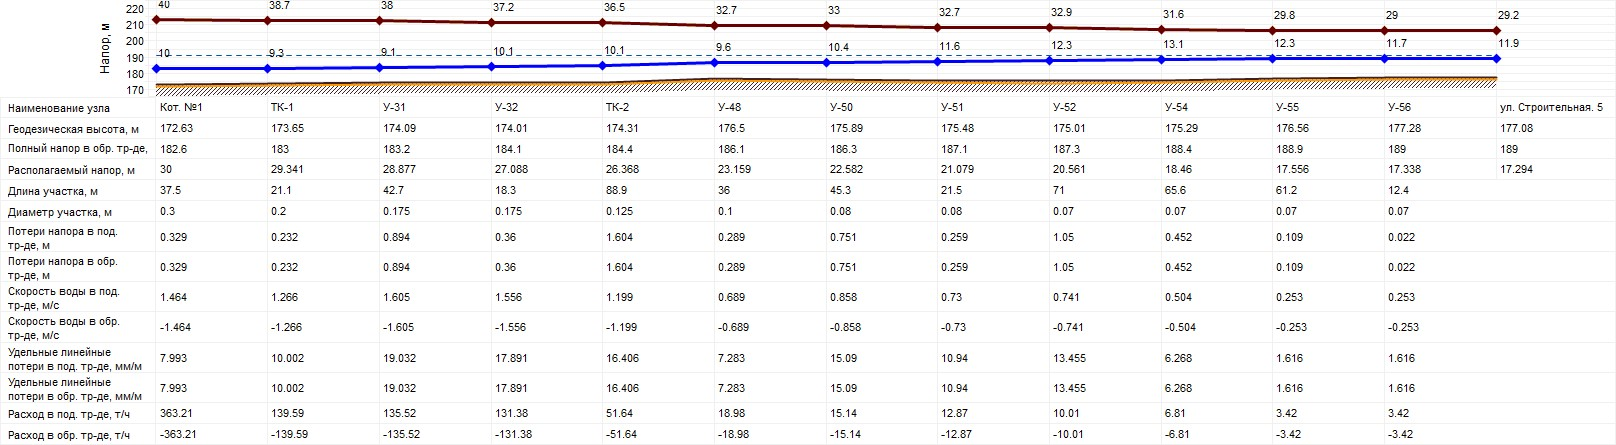 40 38.7 38 37.2 36.5 32.7 33 32.7 32.9 31.6 29.8 29 29.2
10 9.3 9.1 10.1 10.1 9.6 10.4 11.6 12.3 13.1 12.3 11.7 11.9
Напор, м
220
210
200
190
180
170
Наименование узла Кот. №1 ТК-1 У-31 У-32 ТК-2 У-48 У-50 У-51 У-52 У-54 У-55 У-56 ул. Строительная. 5
Геодезическая высота, м 172.63 173.65 174.09 174.01 174.31 176.5 175.89 175.48 175.01 175.29 176.56 177.28 177.08
Полный напор в обр. тр-де, 182.6 183 183.2 184.1 184.4 186.1 186.3 187.1 187.3 188.4 188.9 189 189
Располагаемый напор, м 30 29.341 28.877 27.088 26.368 23.159 22.582 21.079 20.561 18.46 17.556 17.338 17.294
Длина участка, м 37.5 21.1 42.7 18.3 88.9 36 45.3 21.5 71 65.6 61.2 12.4
Диаметр участка, м 0.3 0.2 0.175 0.175 0.125 0.1 0.08 0.08 0.07 0.07 0.07 0.07
Потери напора в под.
тр-де, м 0.329 0.232 0.894 0.36 1.604 0.289 0.751 0.259 1.05 0.452 0.109 0.022
Потери напора в обр.
тр-де, м 0.329 0.232 0.894 0.36 1.604 0.289 0.751 0.259 1.05 0.452 0.109 0.022
Скорость воды в под.
тр-де, м/с 1.464 1.266 1.605 1.556 1.199 0.689 0.858 0.73 0.741 0.504 0.253 0.253
Скорость воды в обр.
тр-де, м/с -1.464 -1.266 -1.605 -1.556 -1.199 -0.689 -0.858 -0.73 -0.741 -0.504 -0.253 -0.253
Удельные линейные
потери в под. тр-де, мм/м 7.993 10.002 19.032 17.891 16.406 7.283 15.09 10.94 13.455 6.268 1.616 1.616
Удельные линейные
потери в обр. тр-де, мм/м 7.993 10.002 19.032 17.891 16.406 7.283 15.09 10.94 13.455 6.268 1.616 1.616
Расход в под. тр-де, т/ч 363.21 139.59 135.52 131.38 51.64 18.98 15.14 12.87 10.01 6.81 3.42 3.42
Расход в обр. тр-де, т/ч -363.21 -139.59 -135.52 -131.38 -51.64 -18.98 -15.14 -12.87 -10.01 -6.81 -3.42 -3.42